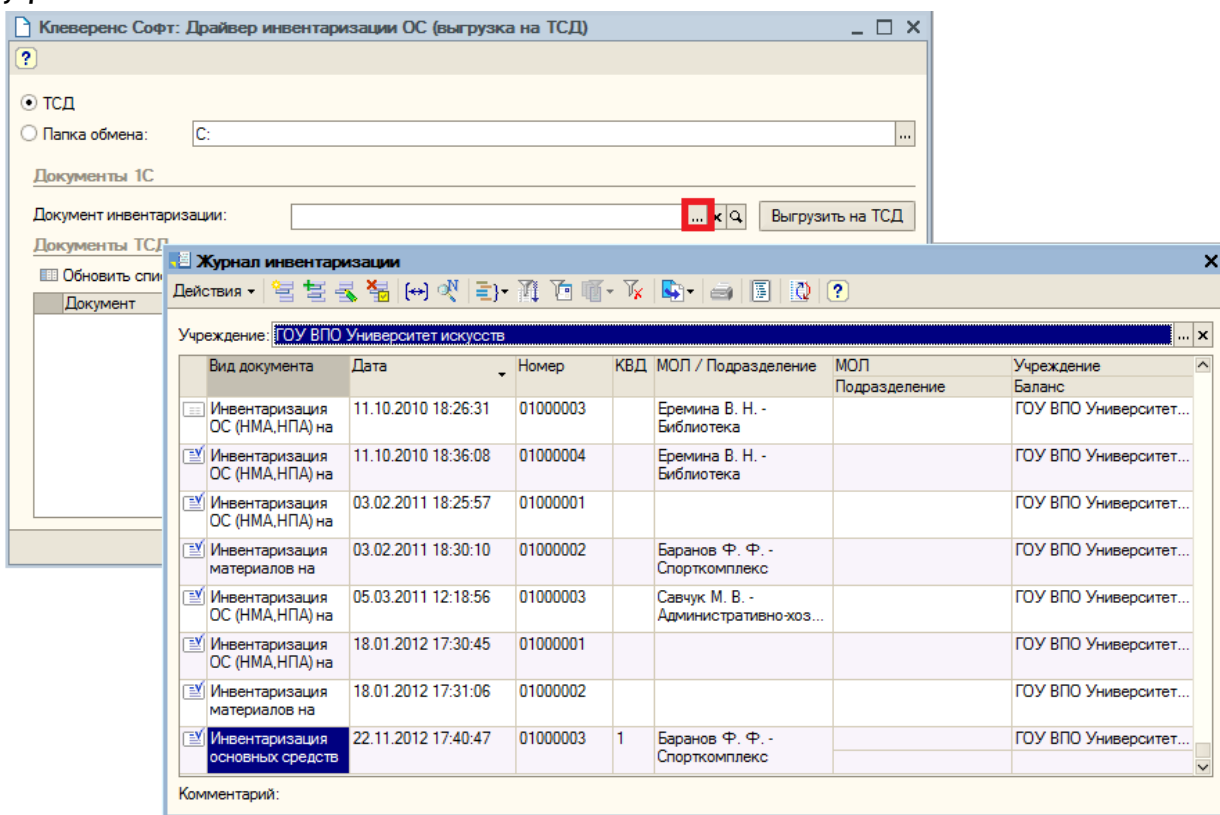 Клеверенс Софт: Драйвер инвентаризации ОС (выгрузка на ТСД)
ТСД
Папка обмена: C: ...
Документы 1С
Документ инвентаризации: ... x Выгрузить на ТСД
Документы ТСД
Обновить спи
Документ
Журнал инвентаризации
Действия
Учреждение: ГОУ ВПО Университет искусств ... x
Вид документа Дата Номер КВД МОЛ / Подразделение МОЛ Учреждение
Подразделение Баланс
Инвентаризация 11.10.2010 18:26:31 01000003 Еремина В. Н. - ГОУ ВПО Университет...
ОС (НМА,НПА) на Библиотека
Инвентаризация 11.10.2010 18:36:08 01000004 Еремина В. Н. - ГОУ ВПО Университет...
ОС (НМА,НПА) на Библиотека
Инвентаризация 03.02.2011 18:25:57 01000001 ГОУ ВПО Университет...
ОС (НМА,НПА) на
Инвентаризация 03.02.2011 18:30:10 01000002 Баранов Ф. Ф. - ГОУ ВПО Университет...
материалов на Спорткомплекс
Инвентаризация 05.03.2011 12:18:56 01000003 Савчук М. В. - ГОУ ВПО Университет...
ОС (НМА,НПА) на Административно-хоз...
Инвентаризация 18.01.2012 17:30:45 01000001 ГОУ ВПО Университет...
ОС (НМА,НПА) на
Инвентаризация 18.01.2012 17:31:06 01000002 ГОУ ВПО Университет...
материалов на
Инвентаризация 22.11.2012 17:40:47 01000003 1 Баранов Ф. Ф. - ГОУ ВПО Университет...
основных средств Спорткомплекс
Комментарий: